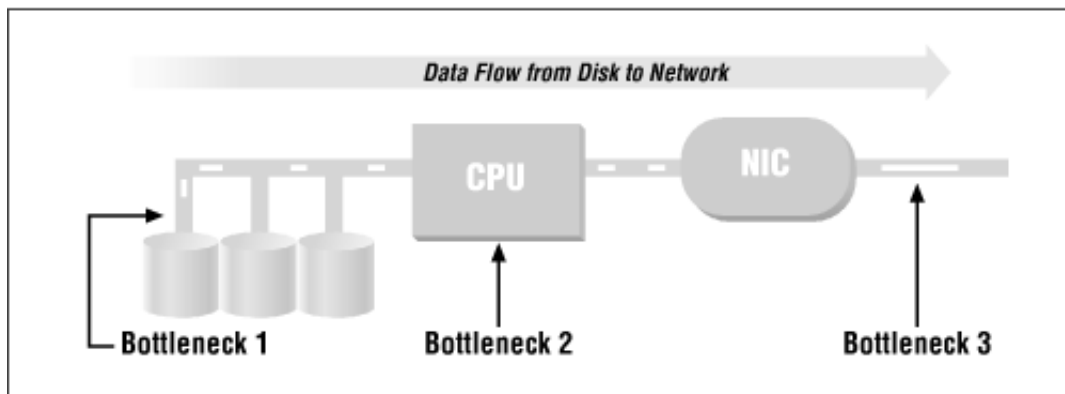 Data Flow from Disk to Network
CPU
NIC
Bottleneck 1
Bottleneck 2
Bottleneck 3